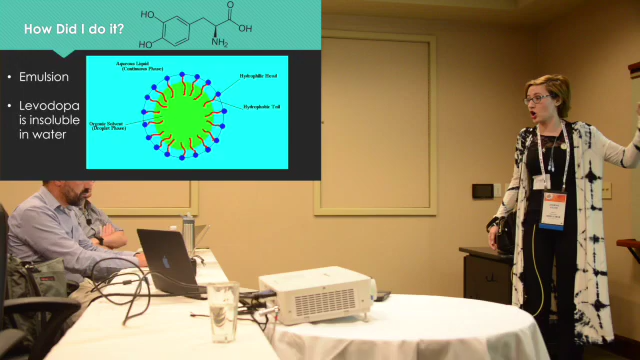 How Did I do it?
HO
HO
O
OH
NH2
• Emulsion
• Levodopa
is insoluble
in water
Aqueous Liquid
(Continuous Phase)
Hydrophilic Head
Hydrophobic Tail
Organic Solvent
(Droplet Phase)